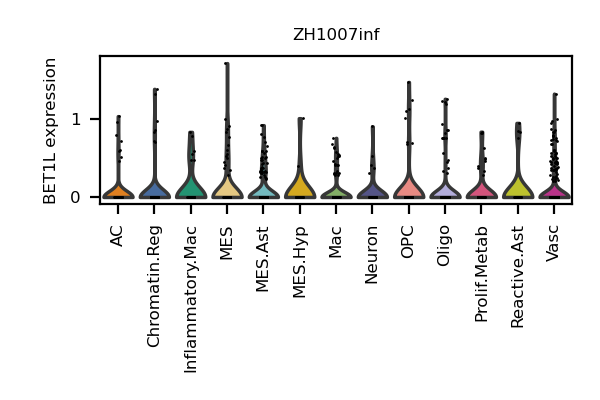 ZH1007inf
BET1L expression
1
0
AC
Chromatin.Reg
Inflammatory.Mac
MES
MES.Ast
MES.Hyp
Mac
Neuron
OPC
Oligo
Prolif.Metab
Reactive.Ast
Vasc